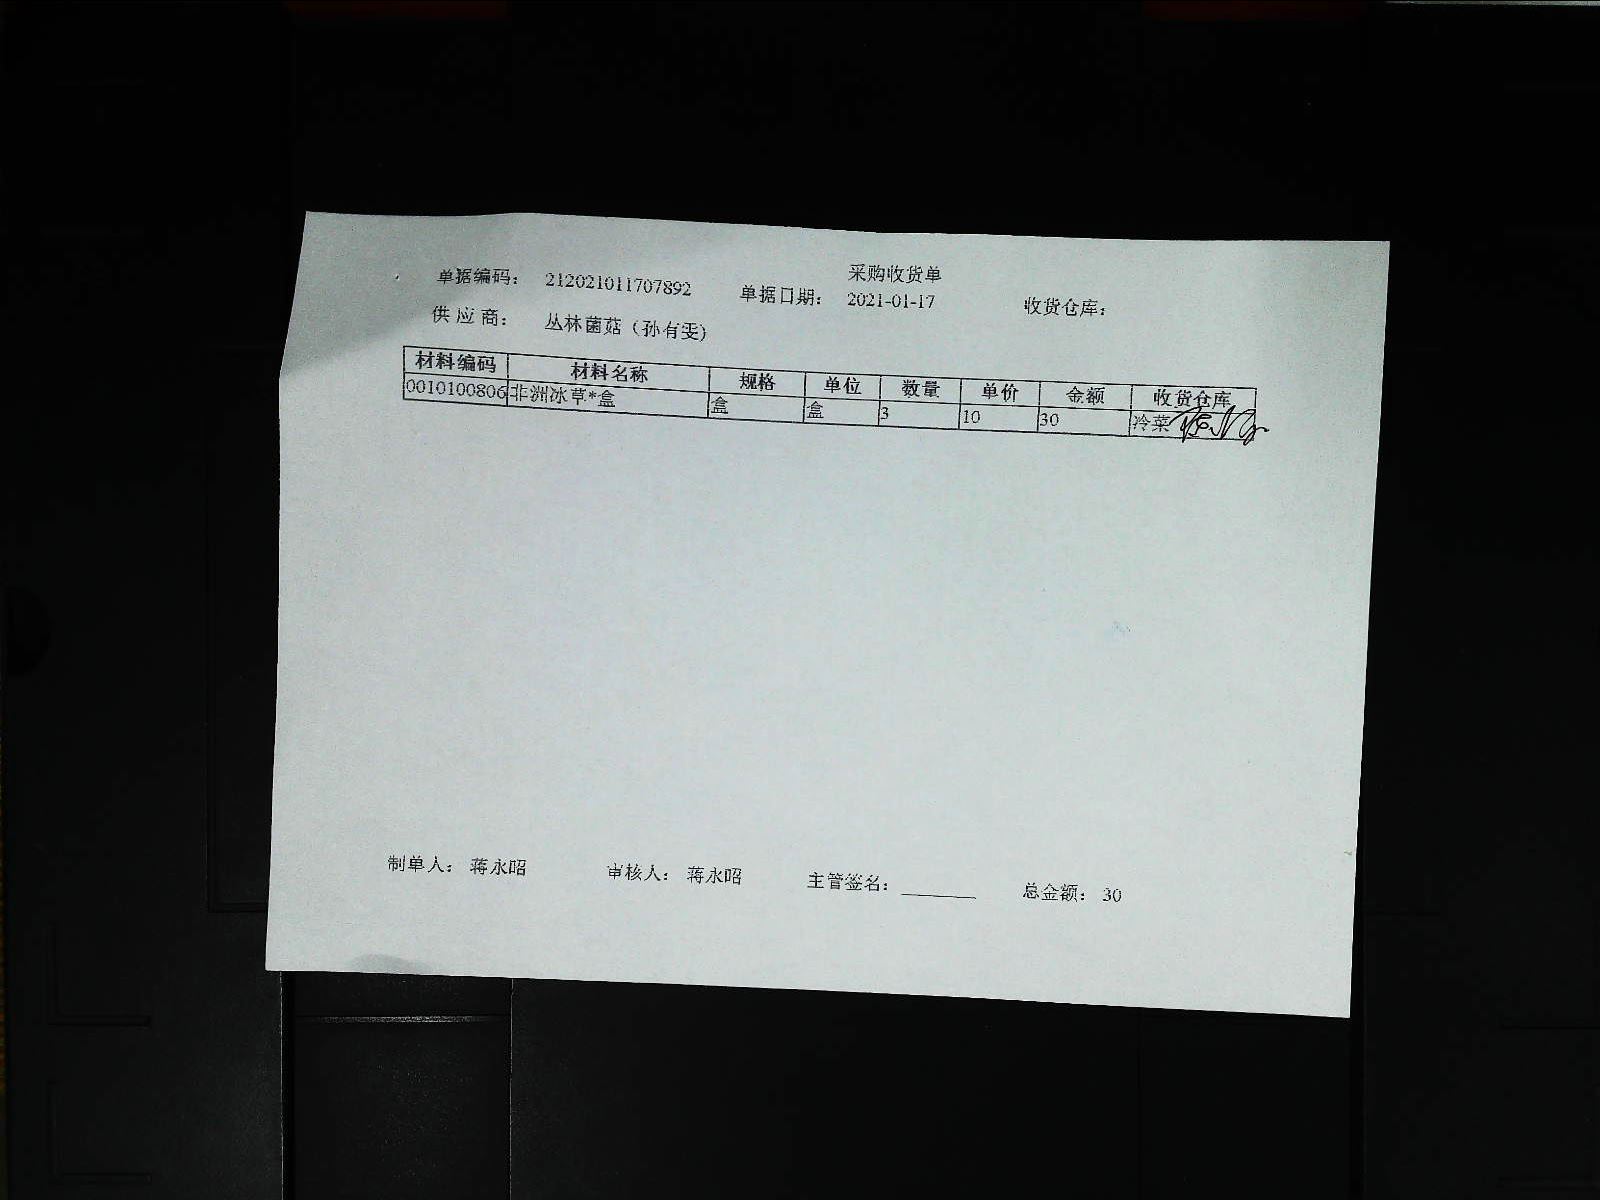 采购收货单
单据编码： 212021011707892 单据日期： 2021-01-17 收货仓库：
供应商： 丛林菌菇（孙有雯）
材料编码 材料名称 规格 单位 数量 单价 金额 收货仓库
0010100806 非洲冰草*盒 盒 盒 3 10 30 冷菜
制单人： 蒋永昭 审核人： 蒋永昭 主管签名： 总金额： 30